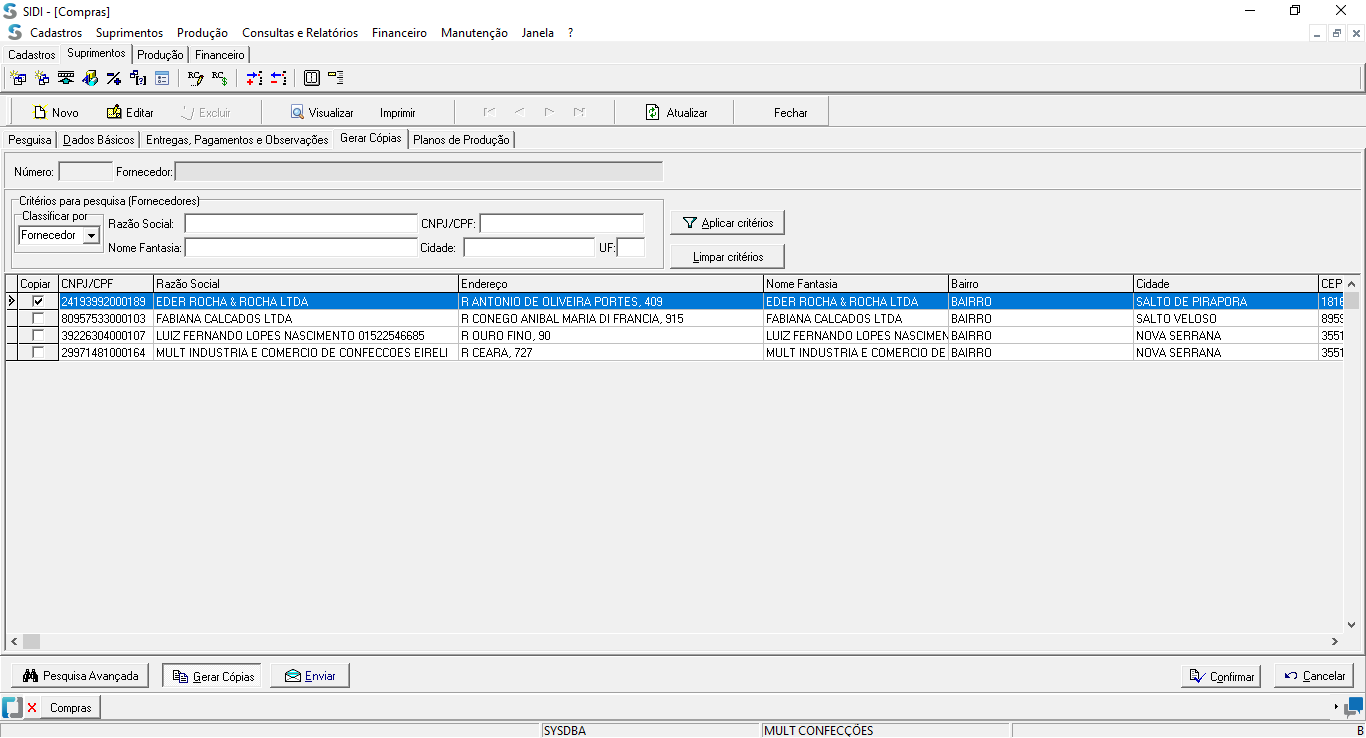 SIDI - [Compras]
Cadastros Suprimentos Produção Consultas e Relatórios Financeiro Manutenção Janela ?
Cadastros Suprimentos Produção Financeiro
Novo Editar Excluir Visualizar Imprimir Atualizar Fechar
Pesquisa Dados Básicos Entregas, Pagamentos e Observações Gerar Cópias Planos de Produção
Número: Fornecedor:
Critérios para pesquisa (Fornecedores)
Classificar por
Fornecedor
Razão Social: CNPJ/CPF:
Nome Fantasia: Cidade: UF:
Aplicar critérios
Limpar critérios
Copiar CNPJ/CPF Razão Social Endereço Nome Fantasia Bairro Cidade CEP
24193992000189 EDER ROCHA & ROCHA LTDA R ANTONIO DE OLIVEIRA PORTES, 409 EDER ROCHA & ROCHA LTDA BAIRRO SALTO DE PIRAPORA 1816
80957533000103 FABIANA CALCADOS LTDA R CONEGO ANIBAL MARIA DI FRANCIA, 915 FABIANA CALCADOS LTDA BAIRRO SALTO VELOSO 8959
39226304000107 LUIZ FERNANDO LOPES NASCIMENTO 01522546685 R OURO FINO, 90 LUIZ FERNANDO LOPES NASCIMEN BAIRRO NOVA SERRANA 3551
29971481000164 MULT INDUSTRIA E COMERCIO DE CONFECCOES EIRELI R CEARA, 727 MULT INDUSTRIA E COMERCIO DE BAIRRO NOVA SERRANA 3551
Pesquisa Avançada Gerar Cópias Enviar Confirmar Cancelar
Compras
SYSDBA MULT CONFECÇÕES B